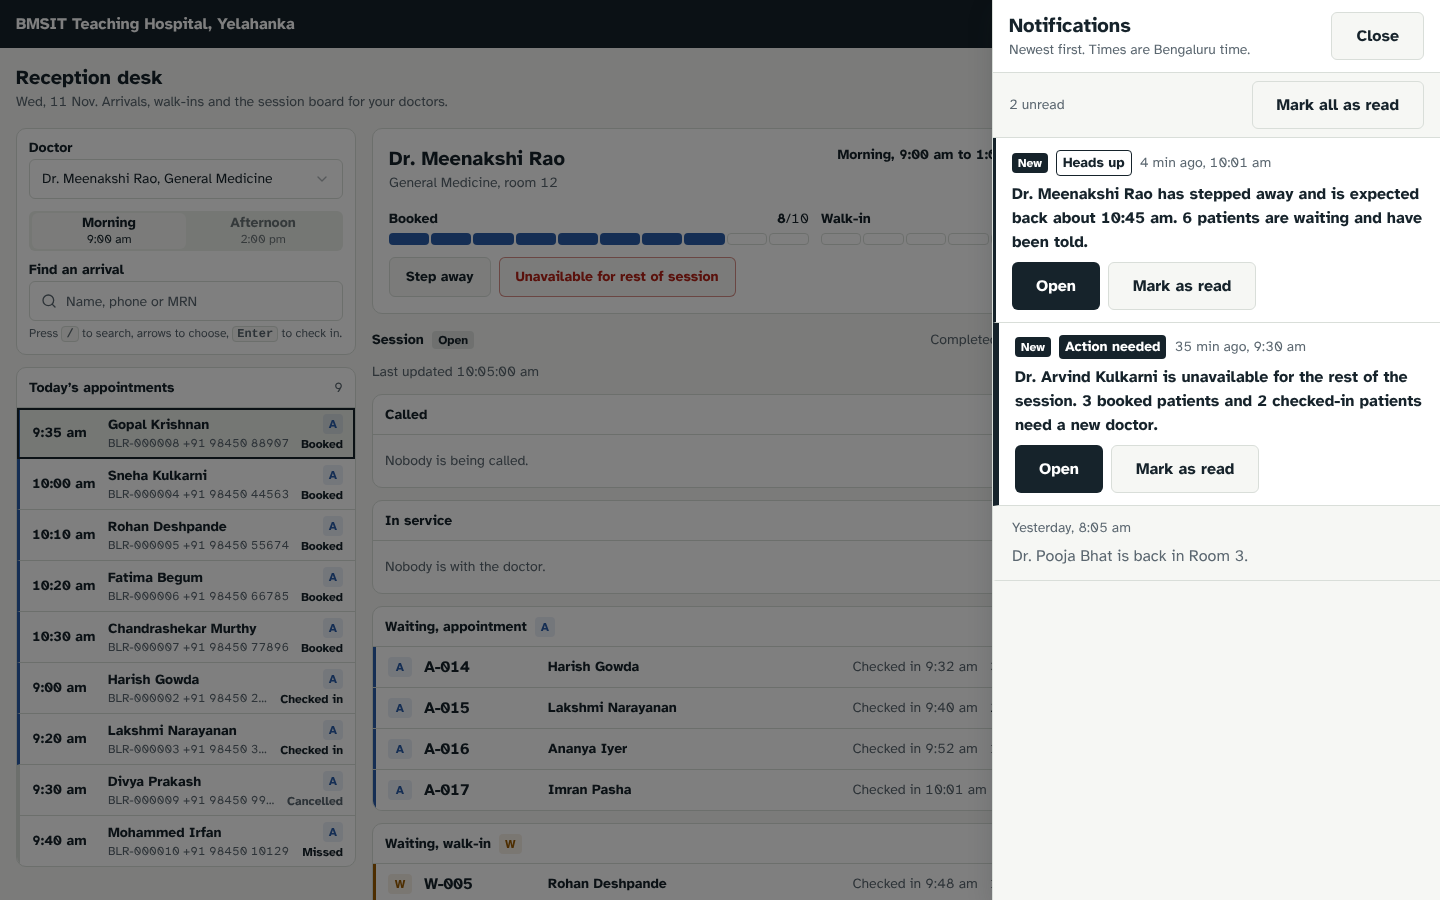 BMSIT Teaching Hospital, Yelahanka
Reception desk
Wed, 11 Nov. Arrivals, walk-ins and the session board for your doctors.
Doctor
Dr. Meenakshi Rao, General Medicine
Morning
9:00 am
Afternoon
2:00 pm
Find an arrival
Name, phone or MRN
Press / to search, arrows to choose, Enter to check in.
Today's appointments 9
9:35 am Gopal Krishnan A
BLR-000008 +91 98450 88907 Booked
10:00 am Sneha Kulkarni A
BLR-000004 +91 98450 44563 Booked
10:10 am Rohan Deshpande A
BLR-000005 +91 98450 55674 Booked
10:20 am Fatima Begum A
BLR-000006 +91 98450 66785 Booked
10:30 am Chandrashekar Murthy A
BLR-000007 +91 98450 77896 Booked
9:00 am Harish Gowda A
BLR-000002 +91 98450 2... Checked in
9:20 am Lakshmi Narayanan A
BLR-000003 +91 98450 3... Checked in
9:30 am Divya Prakash A
BLR-000009 +91 98450 99... Cancelled
9:40 am Mohammed Irfan A
BLR-000010 +91 98450 10129 Missed
Dr. Meenakshi Rao
Morning, 9:00 am to
General Medicine, room 12
Booked 8/10 Walk-in
Step away Unavailable for rest of session
Session Open Completed
Last updated 10:05:00 am
Called
Nobody is being called.
In service
Nobody is with the doctor.
Waiting, appointment A
A A-014 Harish Gowda Checked in 9:32 am
A A-015 Lakshmi Narayanan Checked in 9:40 am
A A-016 Ananya Iyer Checked in 9:52 am
A A-017 Imran Pasha Checked in 10:01 am
Waiting, walk-in W
W W-005 Rohan Deshpande Checked in 9:48 am
Notifications
Newest first. Times are Bengaluru time.
Close
2 unread Mark all as read
New Heads up 4 min ago, 10:01 am
Dr. Meenakshi Rao has stepped away and is expected
back about 10:45 am. 6 patients are waiting and have
been told.
Open Mark as read
New Action needed 35 min ago, 9:30 am
Dr. Arvind Kulkarni is unavailable for the rest of the
session. 3 booked patients and 2 checked-in patients
need a new doctor.
Open Mark as read
Yesterday, 8:05 am
Dr. Pooja Bhat is back in Room 3.